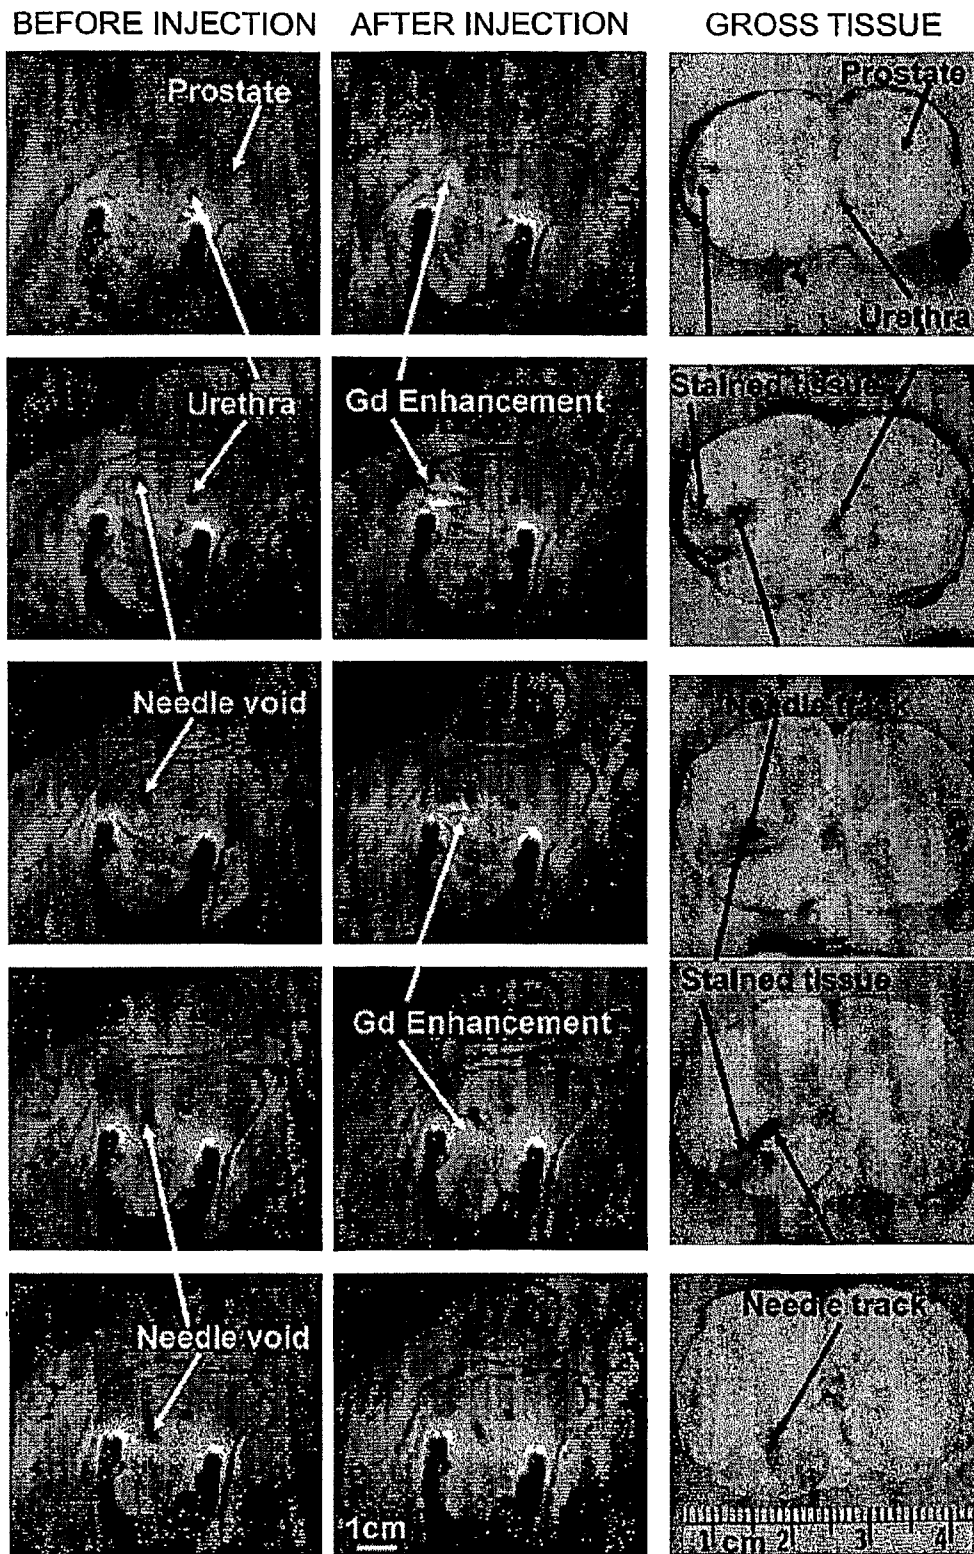 BEFORE INJECTION AFTER INJECTION GROSS TISSUE
Prostate
Prostate
Urethra
Urethra
Gd Enhancement
Stained tissues
Needle void
Needle track
Gd Enhancement
Stained tissue
Needle void
Needle track
1cm
1 cm 2 3 4